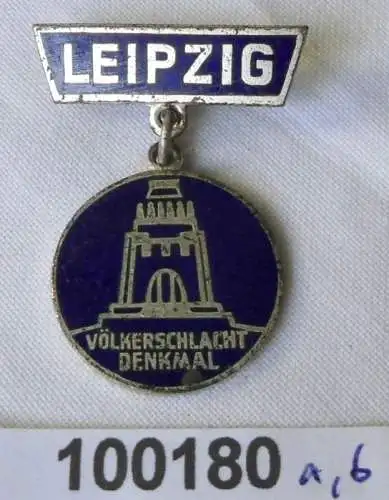 LEIPZIG
VÖLKERSCHLACHT
DENKMAL
100180 a,b